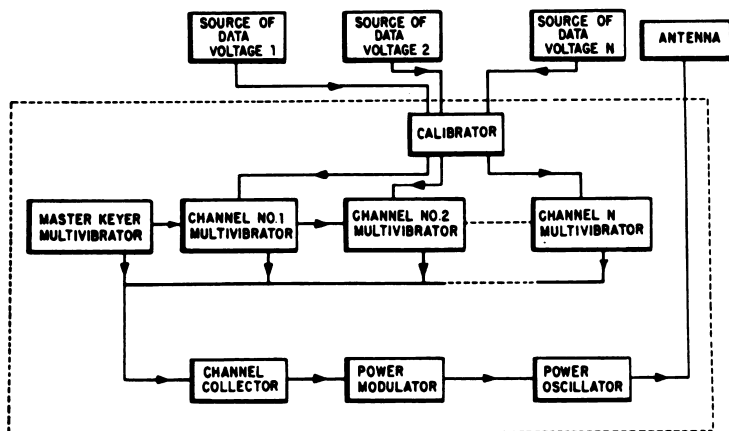 SOURCE OF
DATA
VOLTAGE 1
SOURCE OF
DATA
VOLTAGE 2
SOURCE OF
DATA
VOLTAGE N
ANTENNA
CALIBRATOR
MASTER KEYER
MULTIVIBRATOR
CHANNEL NO.1
MULTIVIBRATOR
CHANNEL NO.2
MULTIVIBRATOR
CHANNEL N
MULTIVIBRATOR
CHANNEL
COLLECTOR
POWER
MODULATOR
POWER
OSCILLATOR